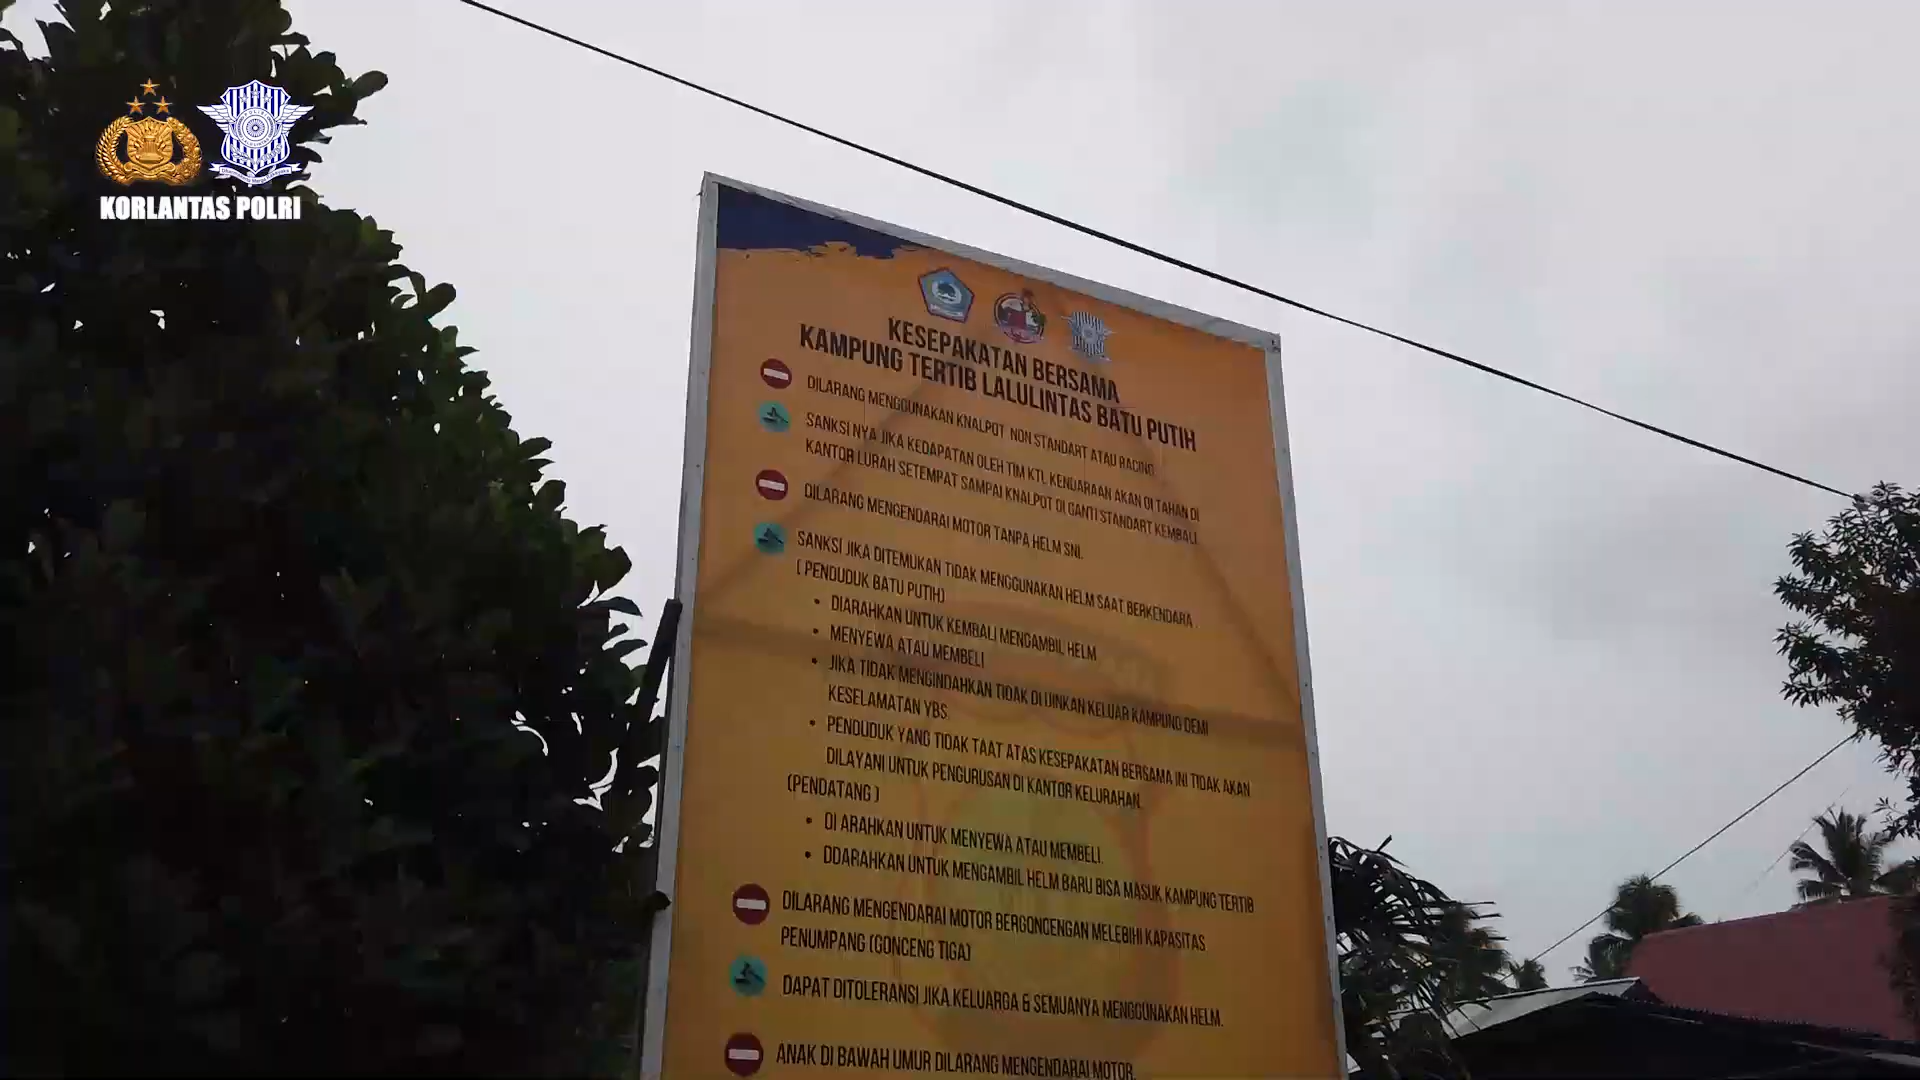 KORLANTAS POLRI
KESEPAKATAN BERSAMA
KAMPUNG TERTIB LALULINTAS BATU PUTIH
DILARANG MENGGUNAKAN KNALPOT NON STANDART ATAU RACING.
SANKSI NYA JIKA KEDAPATAN OLEH TIM KTL KENDARAAN AKAN DI TAHAN DI
KANTOR LURAH SETEMPAT SAMPAI KNALPOT DI GANTI STANDART KEMBALI
DILARANG MENGENDARAI MOTOR TANPA HELM SNI.
SANKSI JIKA DITEMUKAN TIDAK MENGGUNAKAN HELM SAAT BERKENDARA
( PENDUDUK BATU PUTIH)
• DIARAHKAN UNTUK KEMBALI MENGAMBIL HELM
• MENYEWA ATAU MEMBELI
• JIKA TIDAK MENGINDAHKAN TIDAK DI IJINKAN KELUAR KAMPUNG DEMI
KESELAMATAN YBS
• PENDUDUK YANG TIDAK TAAT ATAS KESEPAKATAN BERSAMA INI TIDAK AKAN
DILAYANI UNTUK PENGURUSAN DI KANTOR KELURAHAN.
(PENDATANG )
• DI ARAHKAN UNTUK MENYEWA ATAU MEMBELI.
• DDARAHKAN UNTUK MENGAMBIL HELM BARU BISA MASUK KAMPUNG TERTIB
DILARANG MENGENDARAI MOTOR BERGONCENGAN MELEBIHI KAPASITAS
PENUMPANG (GONCENG TIGA)
DAPAT DITOLERANSI JIKA KELUARGA & SEMUANYA MENGGUNAKAN HELM.
ANAK DI BAWAH UMUR DILARANG MENGENDARAI MOTOR.